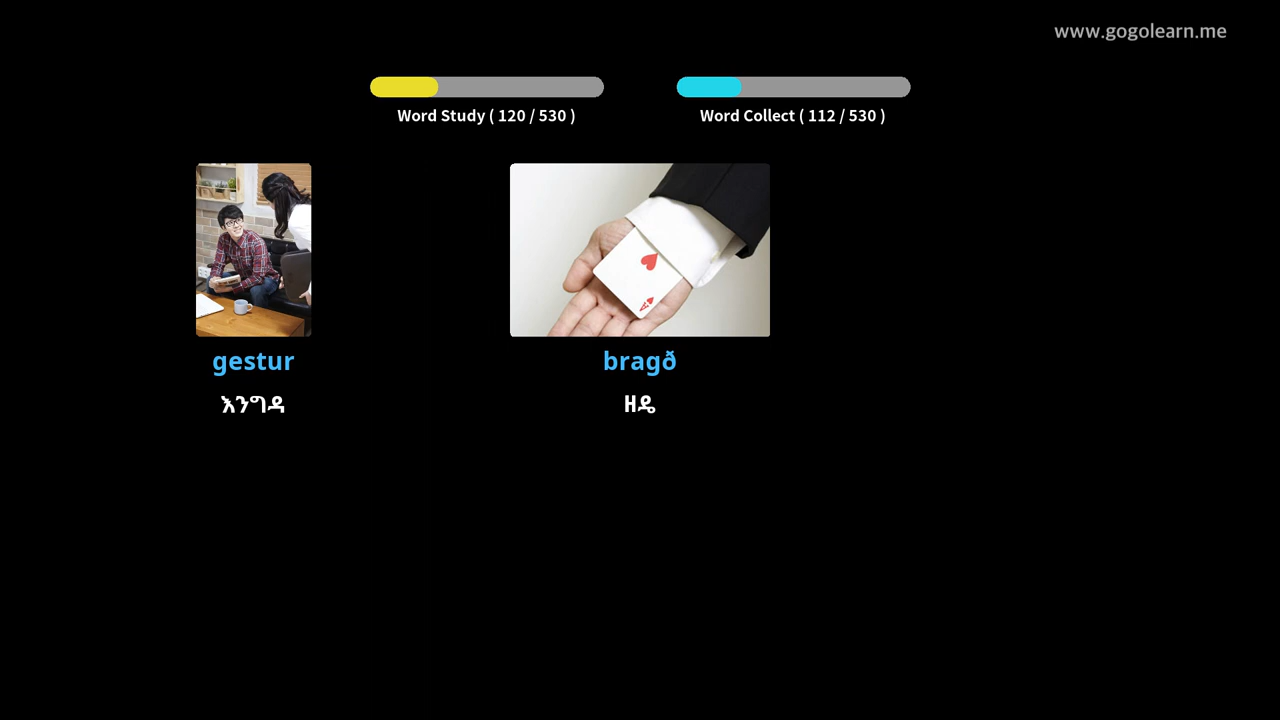 www.gogolearn.me
Word Study ( 120 / 530 )
Word Collect ( 112 / 530 )
gestur
እንግዳ
bragð
ዘዴ